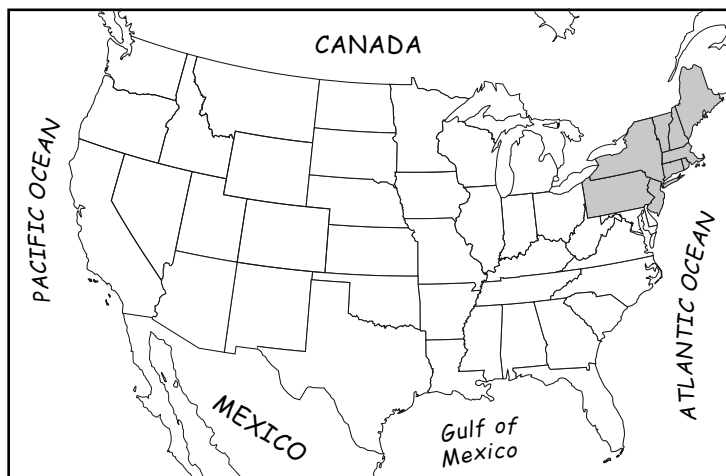 CANADA
PACIFIC OCEAN
ATLANTIC OCEAN
MEXICO
Gulf of
Mexico